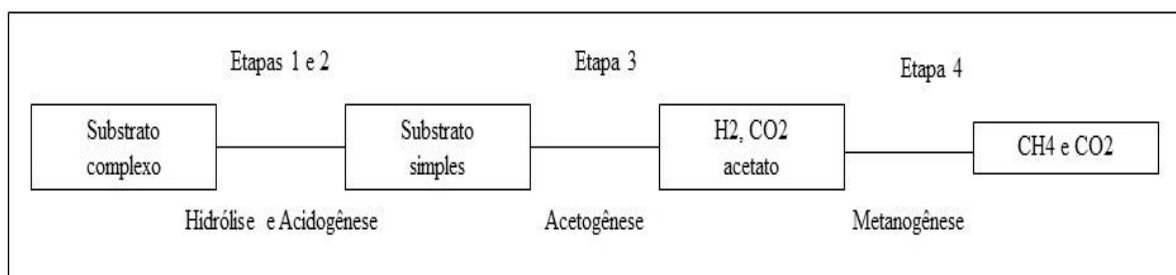 Etapas 1 e 2
Etapa 3
Etapa 4
Substrato
complexo
Substrato
simples
H2, CO2
acetato
CH4 e CO2
Hidrólise e Acidogênese
Acetogênese
Metanogênese